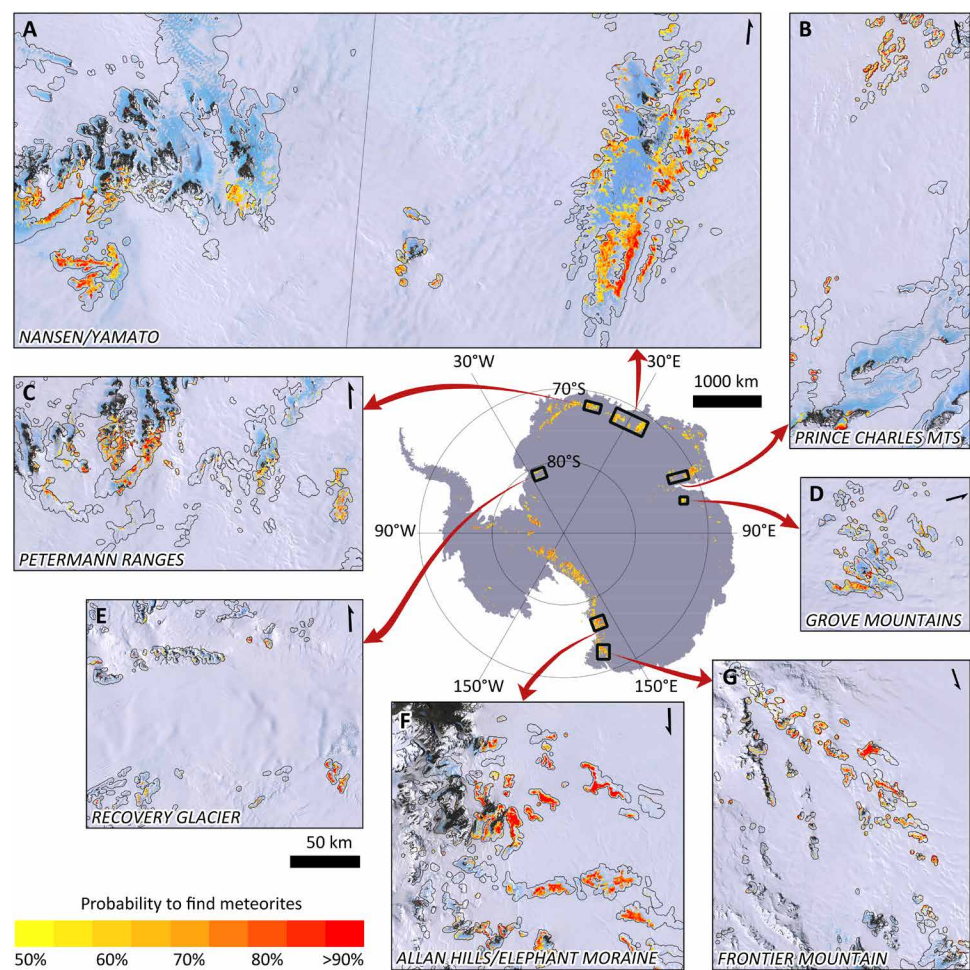 A
B
NANSEN/YAMATO
PRINCE CHARLES MTS
C
PETERMANN RANGES
30°W
30°E
70°S
1000 km
80°S
90°W
90°E
150°W
150°E
D
GROVE MOUNTAINS
E
RECOVERY GLACIER
50 km
F
ALLAN HILLS/ELEPHANT MORAINE
G
FRONTIER MOUNTAIN
Probability to find meteorites
50% 60% 70% 80% >90%